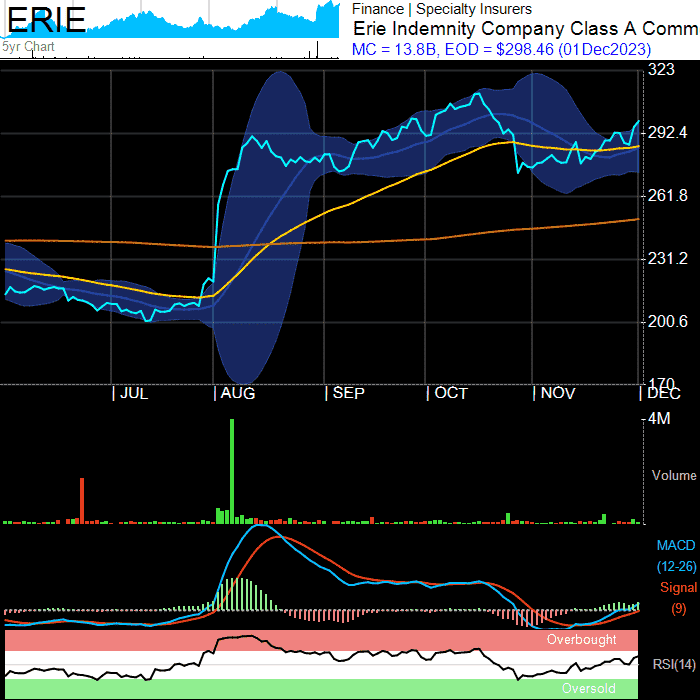 ERIE
5yr Chart
Finance | Specialty Insurers
Erie Indemnity Company Class A Comm
MC = 13.8B, EOD = $298.46 (01Dec2023)
323
292.4
261.8
231.2
200.6
170
JUL
AUG
SEP
OCT
NOV
DEC
4M
Volume
MACD
(12-26)
Signal
(9)
Overbought
RSI(14)
Oversold